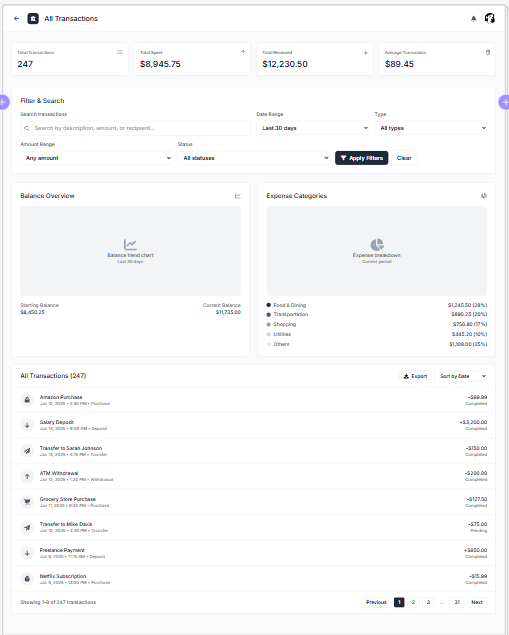 All Transactions
Total Transactions
247
Total Spent
$8,945.75
Total Received
$12,230.50
Average Transaction
$89.45
Filter & Search
Search transactions
Search by description, amount, or recipient...
Date Range
Last 30 days
Type
All types
Amount Range
Any amount
Status
All statuses
Apply Filters
Clear
Balance Overview
Balance trend chart
Last 30 days
Starting Balance
$8,450.25
Current Balance
$11,735.00
Expense Categories
Expense breakdown
Current period
Food & Dining $1,245.50 (28%)
Transportation $890.25 (20%)
Shopping $756.80 (17%)
Utilities $445.20 (10%)
Others $1,108.00 (25%)
All Transactions (247)
Export
Sort by Date
Amazon Purchase -$89.99
Jan 15, 2025 • 2:30 PM • Purchase Completed
Salary Deposit +$3,200.00
Jan 15, 2025 • 9:00 AM • Deposit Completed
Transfer to Sarah Johnson -$150.00
Jan 13, 2025 • 4:15 PM • Transfer Completed
ATM Withdrawal -$200.00
Jan 12, 2025 • 1:20 PM • Withdrawal Completed
Grocery Store Purchase -$127.50
Jan 11, 2025 • 6:45 PM • Purchase Completed
Transfer to Mike Davis -$75.00
Jan 10, 2025 • 3:30 PM • Transfer Pending
Freelance Payment +$850.00
Jan 9, 2025 • 11:15 AM • Deposit Completed
Netflix Subscription -$15.99
Jan 8, 2025 • 12:00 PM • Purchase Completed
Showing 1-8 of 247 transactions
Previous 1 2 3 ... 31 Next